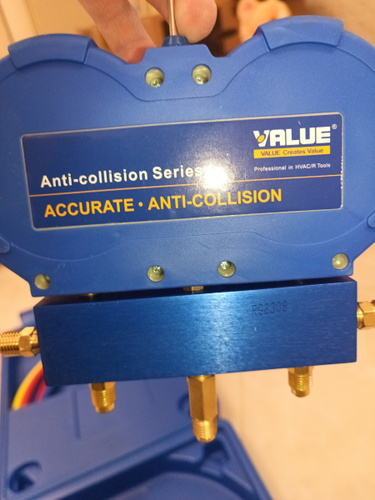 VALUE®
VALUE Creates Value
Professional in HVAC/R Tools
Anti-collision Series
ACCURATE • ANTI-COLLISION